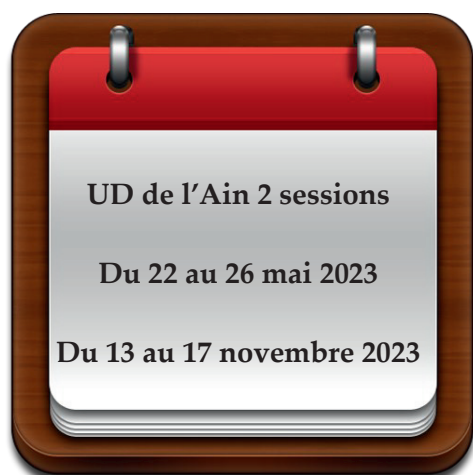 UD de l’Ain 2 sessions
Du 22 au 26 mai 2023
Du 13 au 17 novembre 2023